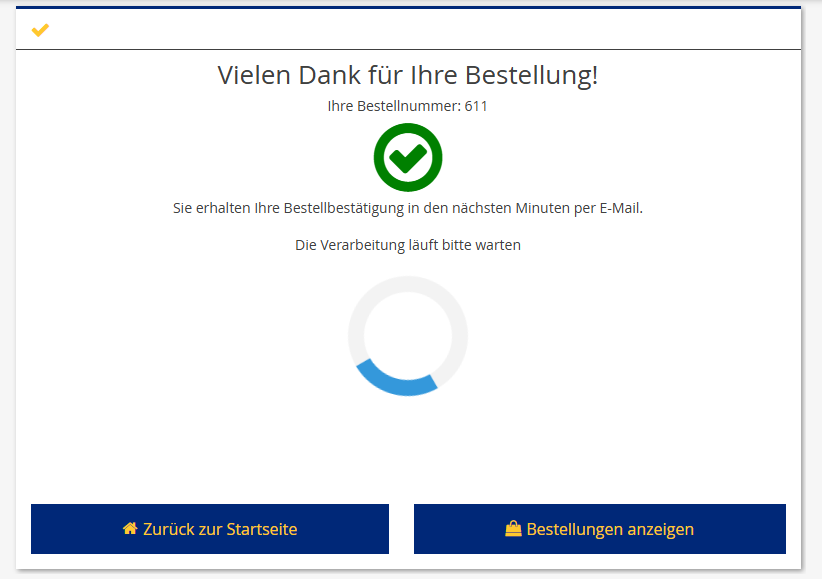 Vielen Dank für Ihre Bestellung!
Ihre Bestellnummer: 611
Sie erhalten Ihre Bestellbestätigung in den nächsten Minuten per E-Mail.
Die Verarbeitung läuft bitte warten
Zurück zur Startseite
Bestellungen anzeigen